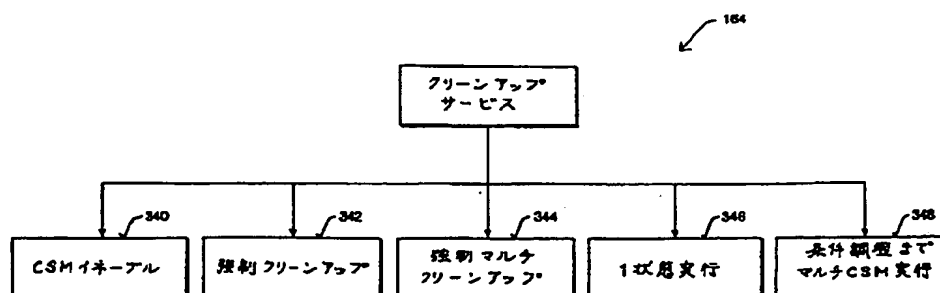 164
クリーンアップ
サービス
340
342
344
346
348
CSMイネーブル
強制クリーンアップ
強制マルチ
クリーンアップ
1状態実行
条件調整まで
マルチCSM実行